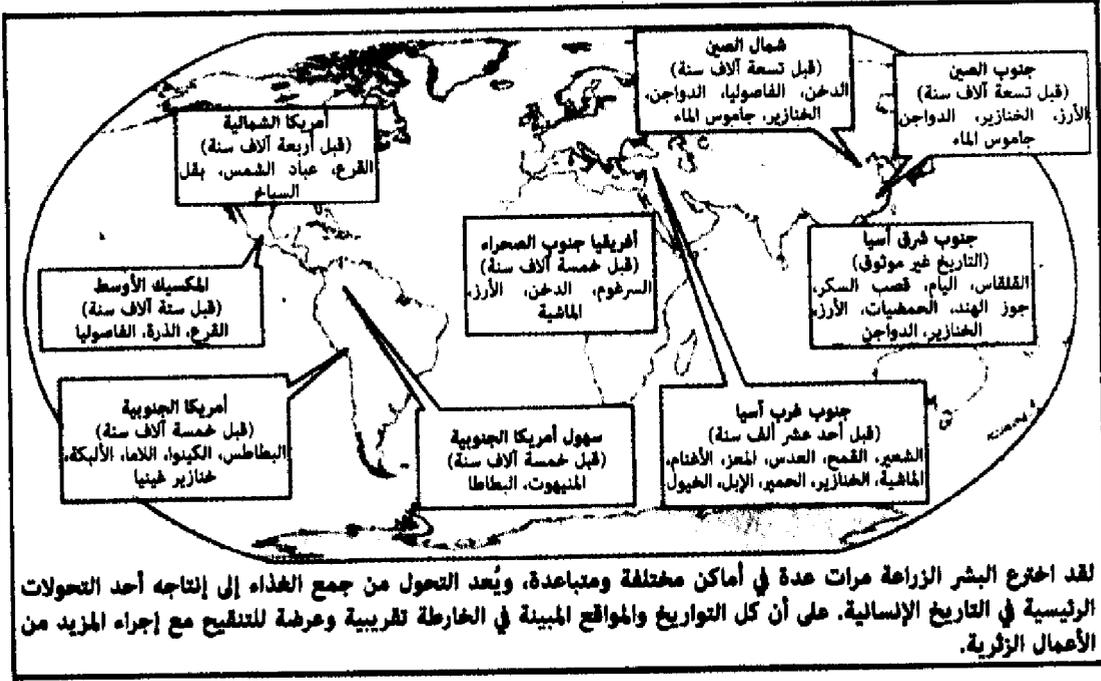 شمال الصين
(قبل تسعة آلاف سنة)
الدخن، الفاصوليا، الدواجن،
الخنازير، جاموس الماء
جنوب الصين
(قبل تسعة آلاف سنة)
الأرز، الخنازير، الدواجن
جاموس الماء
أمريكا الشمالية
(قبل أربعة آلاف سنة)
القرع، عباد الشمس، بقل
السباخ
أفريقيا جنوب الصحراء
(قبل خمسة آلاف سنة)
السرغوم، الدخن، الأرز،
الماشية
جنوب شرق آسيا
(التاريخ غير موثوق)
القلقاس، اليام، قصب السكر،
جوز الهند، الحمضيات، الأرز،
الخنازير، الدواجن
المكسيك الأوسط
(قبل ستة آلاف سنة)
القرع، الذرة، الفاصوليا
أمريكا الجنوبية
(قبل خمسة آلاف سنة)
البطاطس، الكينوا، اللاما، الألبكة،
خنازير غينيا
سهول أمريكا الجنوبية
(قبل خمسة آلاف سنة)
المنيهوت، البطاطا
جنوب غرب آسيا
(قبل أحد عشر ألف سنة)
الشعير، القمح، العدس، المعز، الأغنام،
الماشية، الخنازير، الحمير، الإبل، الخيول
لقد اخترع البشر الزراعة مرات عدة في أماكن مختلفة ومتباعدة، ويُعد التحول من جمع الغذاء إلى إنتاجه أحد التحولات
الرئيسية في التاريخ الإنسانية. على أن كل التواريخ والمواقع المبينة في الخارطة تقريبية وعرضة للتنقيح مع إجراء المزيد من
الأعمال الأثرية.